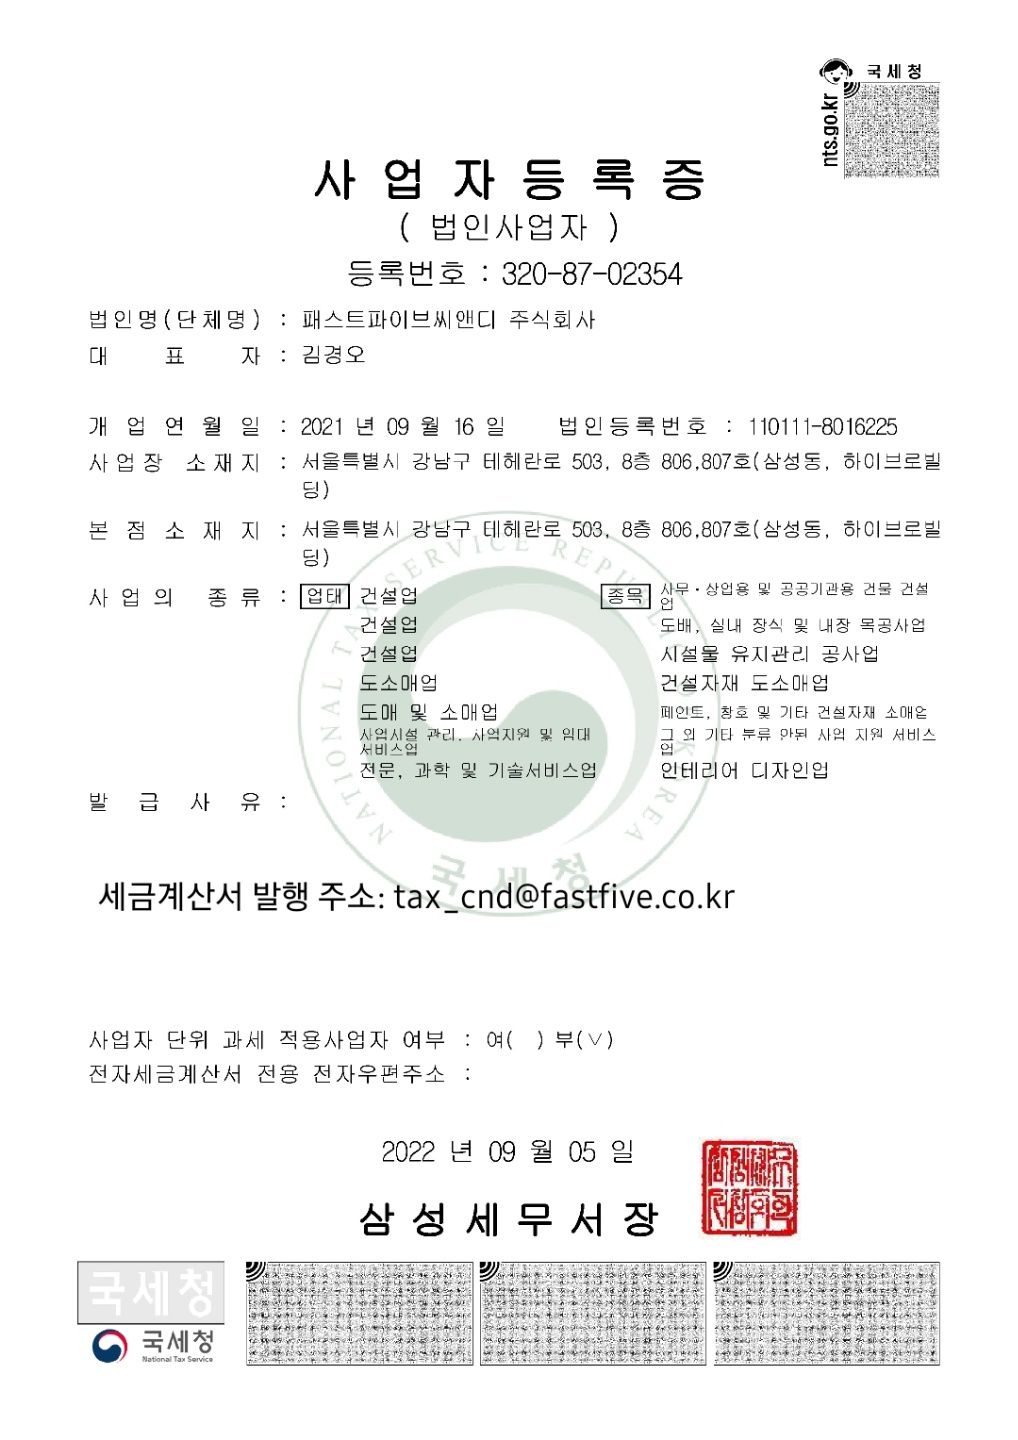 국세청
nts.go.kr
사업자등록증
( 법인사업자 )
등록번호 : 320-87-02354
법인명(단체명) : 패스트파이브씨앤디 주식회사
대 표 자 : 김경오
개 업 연 월 일 : 2021 년 09 월 16 일 법인등록번호 : 110111-8016225
사업장 소재지 : 서울특별시 강남구 테헤란로 503, 8층 806,807호(삼성동, 하이브로빌
딩)
본 점 소 재 지 : 서울특별시 강남구 테헤란로 503, 8층 806,807호(삼성동, 하이브로빌
딩)
사 업 의 종 류 : 업태 건설업 종목 사무·상업용 및 공공기관용 건물 건설
업
건설업 도배, 실내 장식 및 내장 목공사업
건설업 시설물 유지관리 공사업
도소매업 건설자재 도소매업
도매 및 소매업 페인트, 창호 및 기타 건설자재 소매업
사업시설 관리, 사업지원 및 임대 그 외 기타 분류 안된 사업 지원 서비스
서비스업 업
전문, 과학 및 기술서비스업 인테리어 디자인업
발 급 사 유 :
NATIONAL TAX SERVICE REPUBLIC OF KOREA
국세청
세금계산서 발행 주소: tax_cnd@fastfive.co.kr
사업자 단위 과세 적용사업자 여부 : 여( ) 부(∨)
전자세금계산서 전용 전자우편주소 :
2022 년 09 월 05 일
삼성세무서장
국세청
국세청
National Tax Service